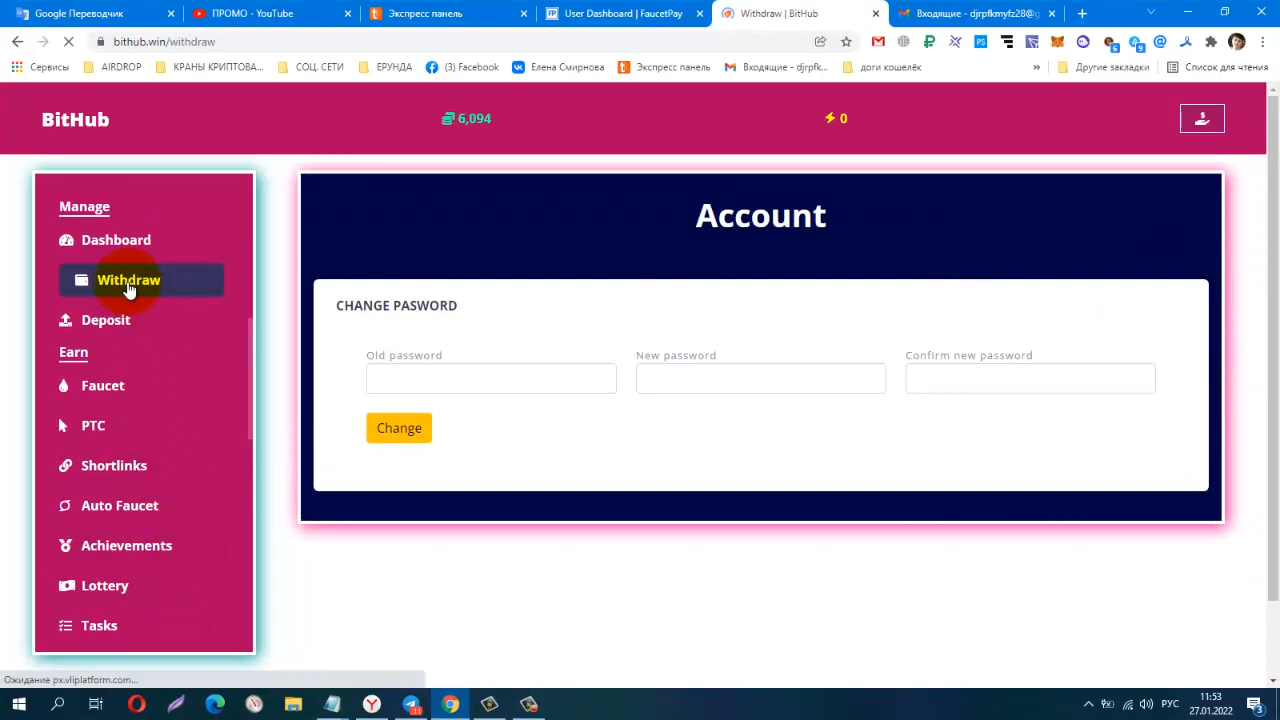 Google Переводчик
ПРОМО - YouTube
Экспресс панель
User Dashboard | FaucetPay
Withdraw | BitHub
Входящие - djrpfkmyfz28@g
bithub.win/withdraw
Сервисы
AIRDROP
КРАНЫ КРИПТОВА...
СОЦ. СЕТИ
ЕРУНДА
(3) Facebook
Елена Смирнова
Экспресс панель
Входящие - djrpfk...
доги кошелёк
»
Другие закладки
Список для чтения
BitHub
6,094
0
Manage
Dashboard
Withdraw
Deposit
Earn
Faucet
PTC
Shortlinks
Auto Faucet
Achievements
Lottery
Tasks
Account
CHANGE PASWORD
Old password
New password
Confirm new password
Change
Ожидание px.vliplatform.com...
РУС
11:53
27.01.2022